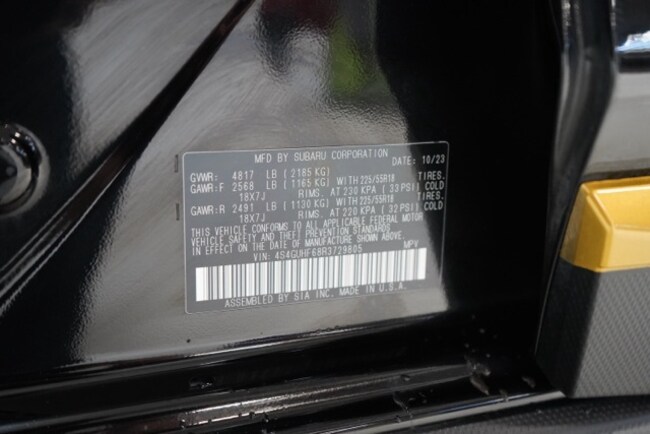 MFD BY SUBARU CORPORATION DATE: 10/23
GVWR: 4817 LB (2185 KG)
GAWR:F 2568 LB (1165 KG) WITH 225/55R18 TIRES.
18X7J RIMS. AT 230 KPA (33 PSI) COLD
GAWR:R 2491 LB (1130 KG) WITH 225/55R18 TIRES.
18X7J RIMS. AT 220 KPA (32 PSI) COLD
THIS VEHICLE CONFORMS TO ALL APPLICABLE FEDERAL MOTOR
VEHICLE SAFETY AND THEFT PREVENTION STANDARDS
IN EFFECT ON THE DATE OF MANUFACTURE SHOWN ABOVE.
VIN: 4S4GUHF68R3729805 MPV
ASSEMBLED BY SIA INC. MADE IN U.S.A.